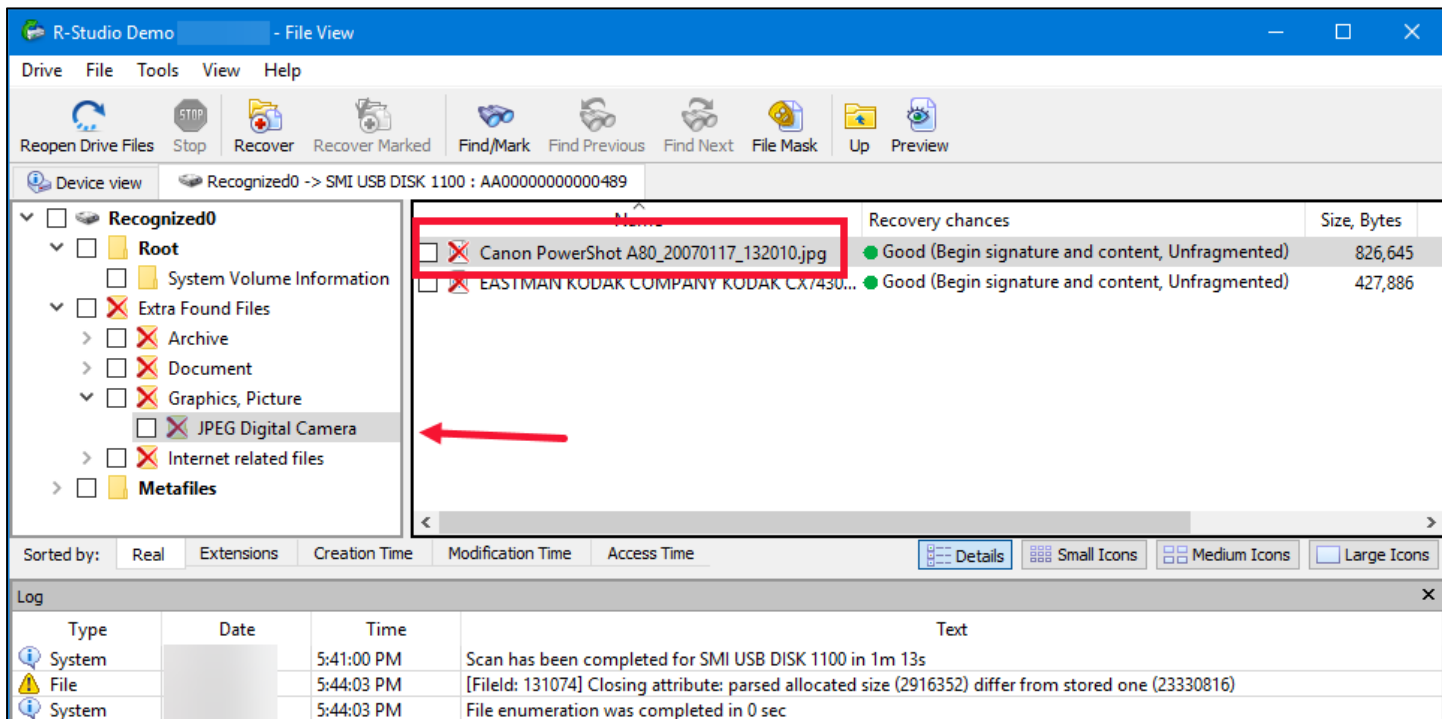 R-Studio Demo - File View
Drive File Tools View Help
STOP
Reopen Drive Files Stop Recover Recover Marked Find/Mark Find Previous Find Next File Mask Up Preview
Device view Recognized0 -> SMI USB DISK 1100 : AA00000000000489
Recognized0
Root
System Volume Information
Extra Found Files
Archive
Document
Graphics, Picture
JPEG Digital Camera
Internet related files
Metafiles
Name Recovery chances Size, Bytes
Canon PowerShot A80_20070117_132010.jpg Good (Begin signature and content, Unfragmented) 826,645
EASTMAN KODAK COMPANY KODAK CX7430... Good (Begin signature and content, Unfragmented) 427,886
Sorted by: Real Extensions Creation Time Modification Time Access Time Details Small Icons Medium Icons Large Icons
Log
Type Date Time Text
System 5:41:00 PM Scan has been completed for SMI USB DISK 1100 in 1m 13s
File 5:44:03 PM [FileId: 131074] Closing attribute: parsed allocated size (2916352) differ from stored one (23330816)
System 5:44:03 PM File enumeration was completed in 0 sec